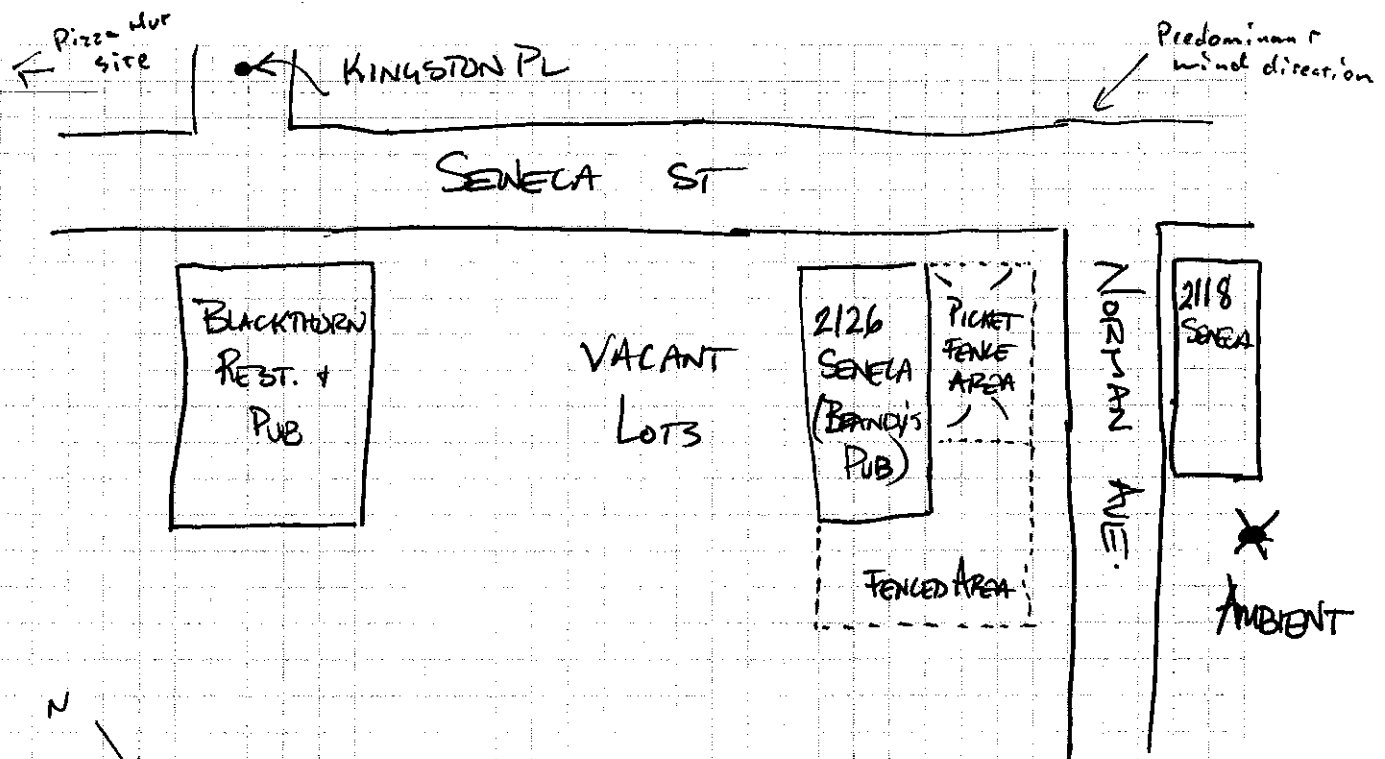 Pizza Hut
site
KINGSTON PL
Predominant
wind direction
SENECA ST
BLACKTHORN
REST. &
PUB
VACANT
LOTS
2126
SENECA
(BRANDY'S
PUB)
PICKET
FENCE
AREA
NORMAN AVE.
2118
SENECA
FENCED AREA
AMBIENT
N